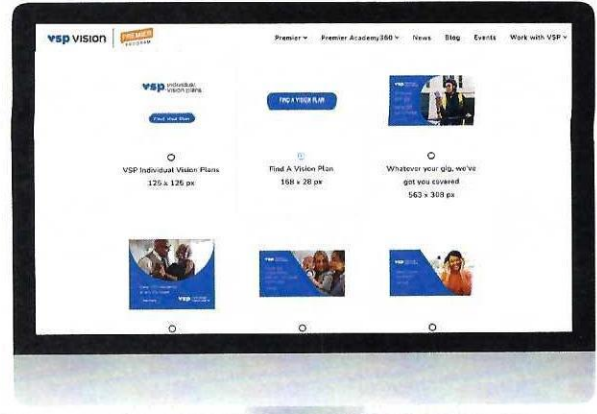 vsp vision PREMIER PROGRAM
Premier Premier Academy360 News Blog Events Work with VSP
vsp individual vision plans
Find Your Plan
FIND A VISION PLAN
VSP Individual Vision Plans
125 x 125 px
Find A Vision Plan
168 x 28 px
Whatever your gig, we've
got you covered
563 x 308 px
vsp
vsp
vsp